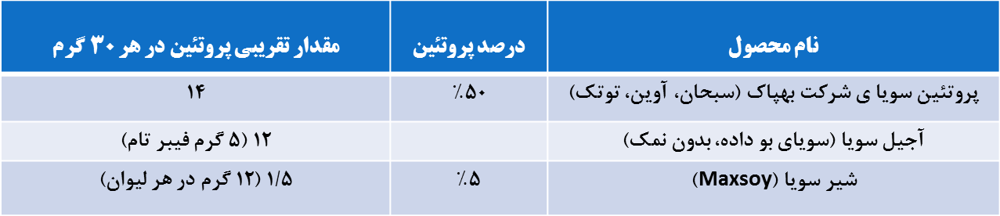 نام محصول درصد پروتئین مقدار تقریبی پروتئین در هر ۳۰ گرم
پروتئین سویا ی شرکت بهپاک (سبحان، آوین، توتک) ۵۰٪ ۱۴
آجیل سویا (سویای بو داده، بدون نمک) ۱۲ (۵ گرم فیبر تام)
شیر سویا (Maxsoy) ۵٪ ۱/۵ (۱۲ گرم در هر لیوان)